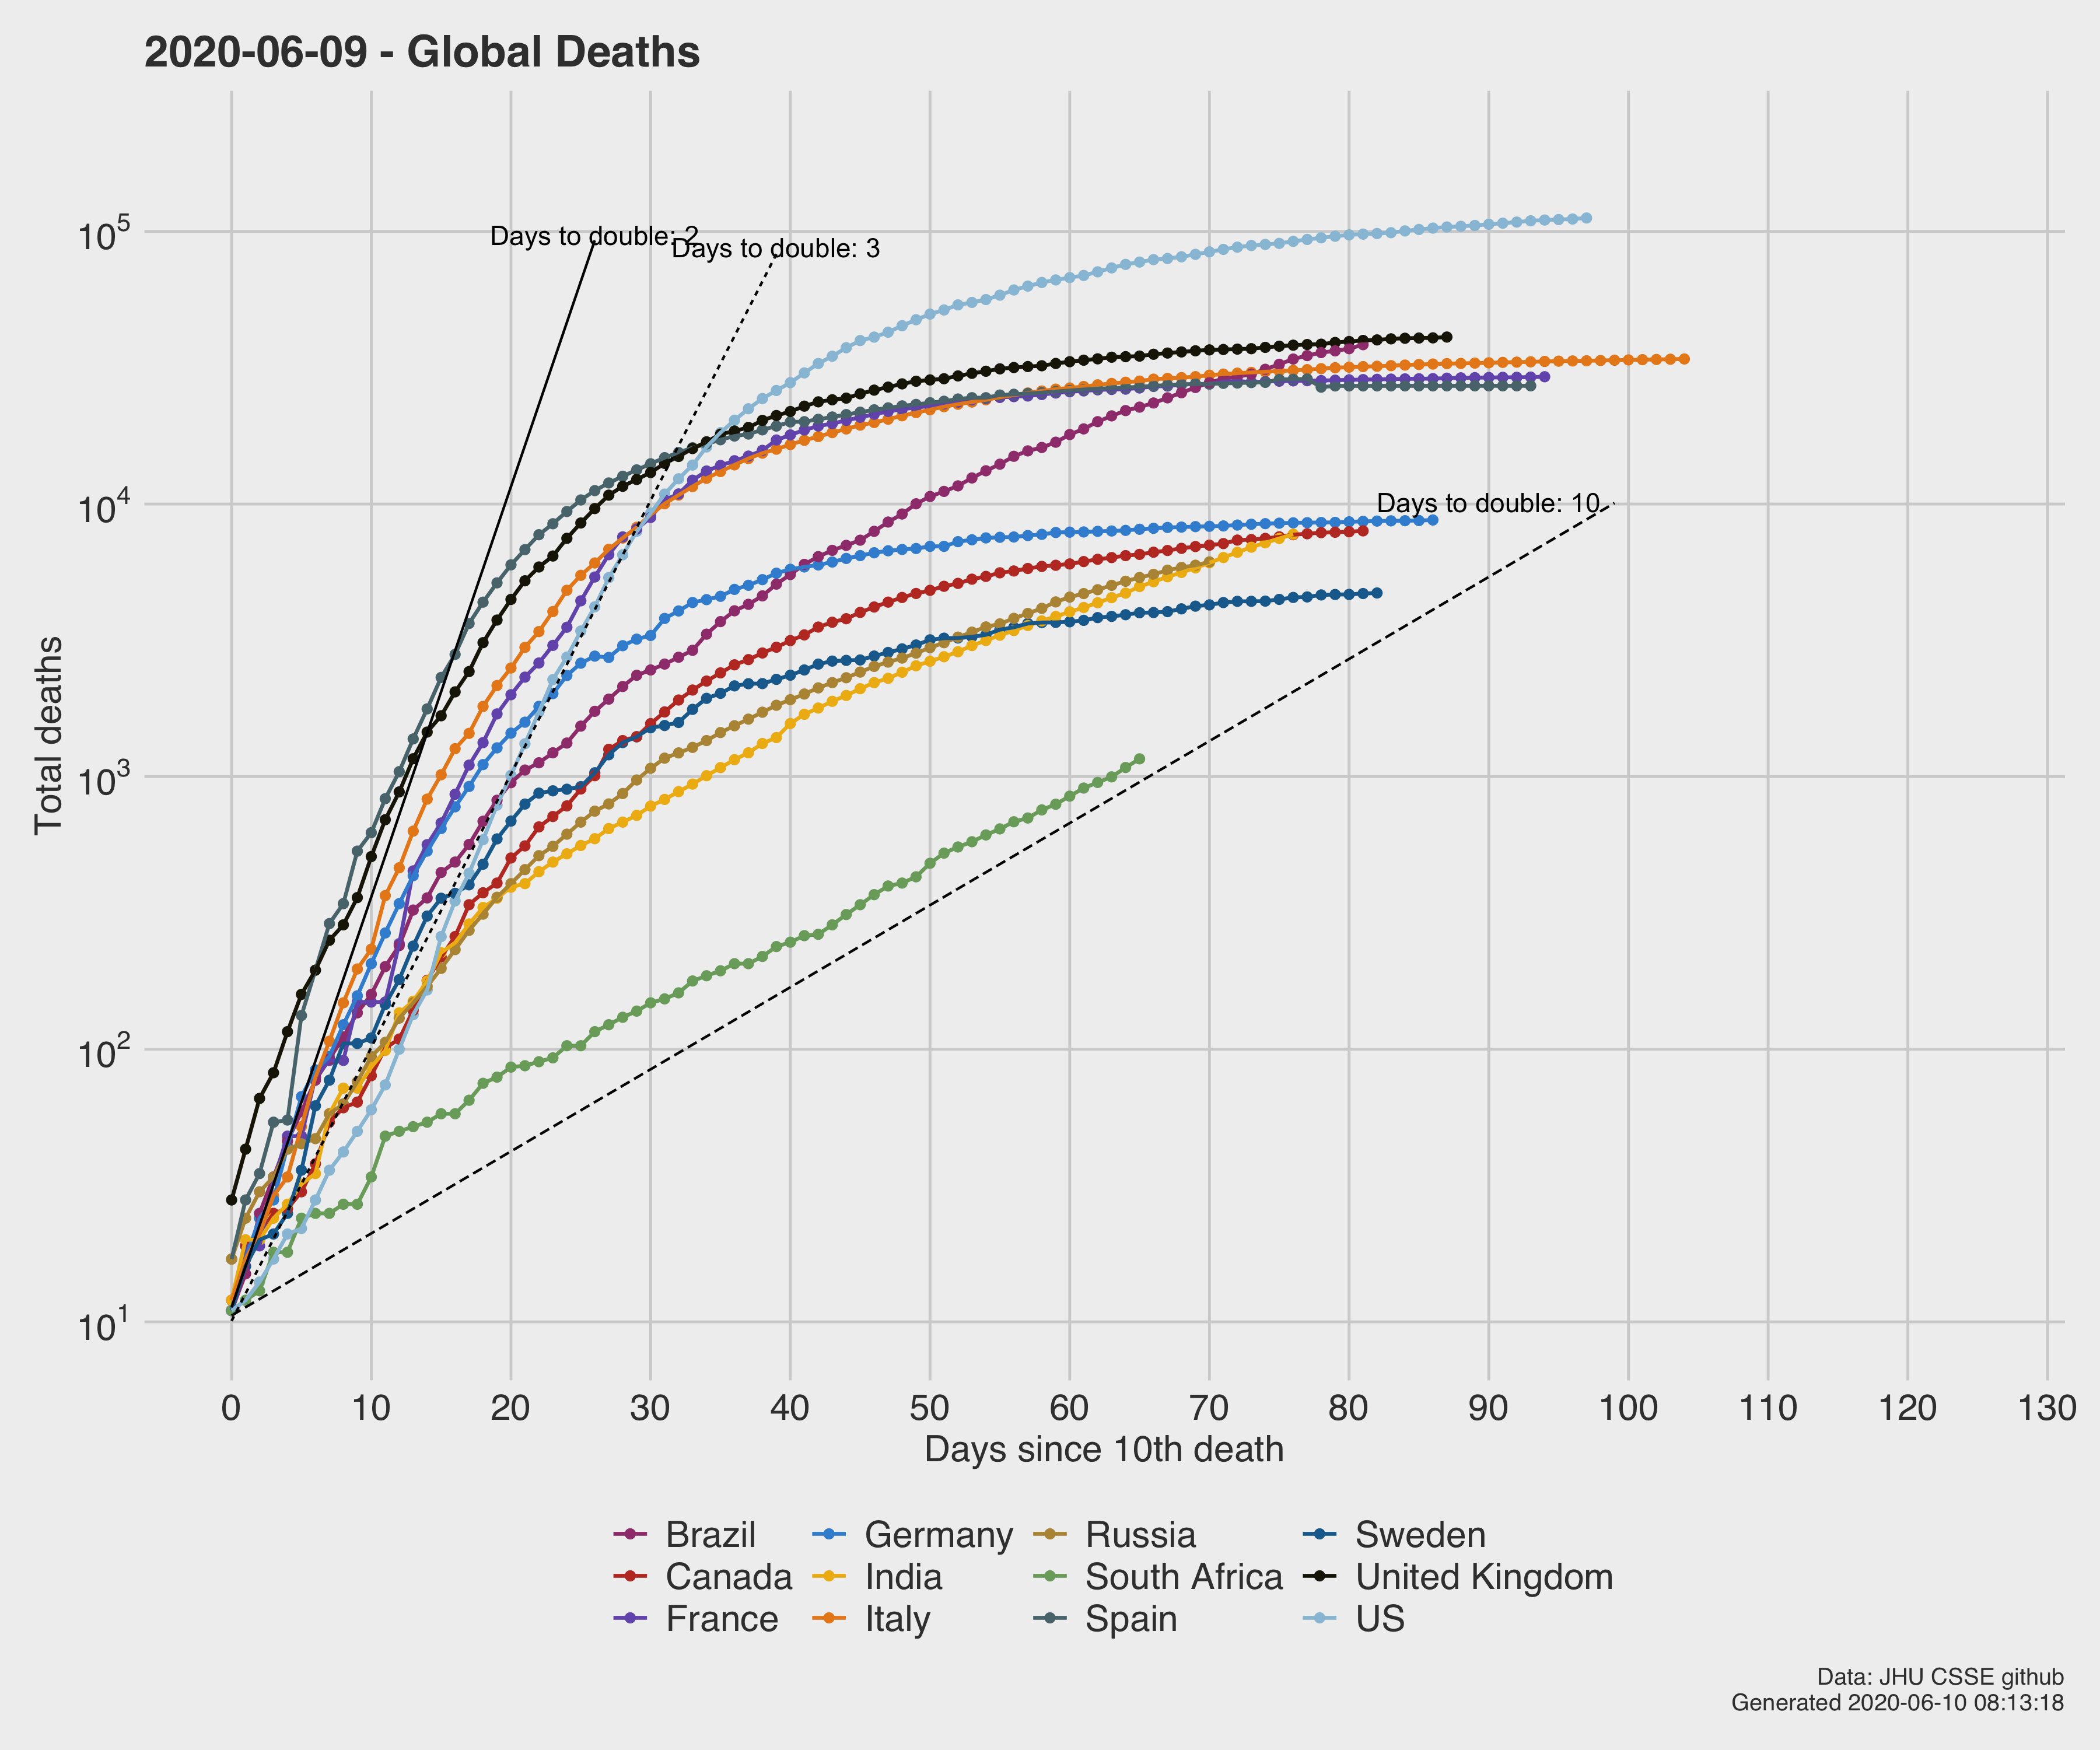 2020-06-09 - Global Deaths
Days to double: 2
Days to double: 3
Days to double: 10
Total deaths
10^5
10^4
10^3
10^2
10^1
0 10 20 30 40 50 60 70 80 90 100 110 120 130
Days since 10th death
Brazil Germany Russia Sweden
Canada India South Africa United Kingdom
France Italy Spain US
Data: JHU CSSE github
Generated 2020-06-10 08:13:18